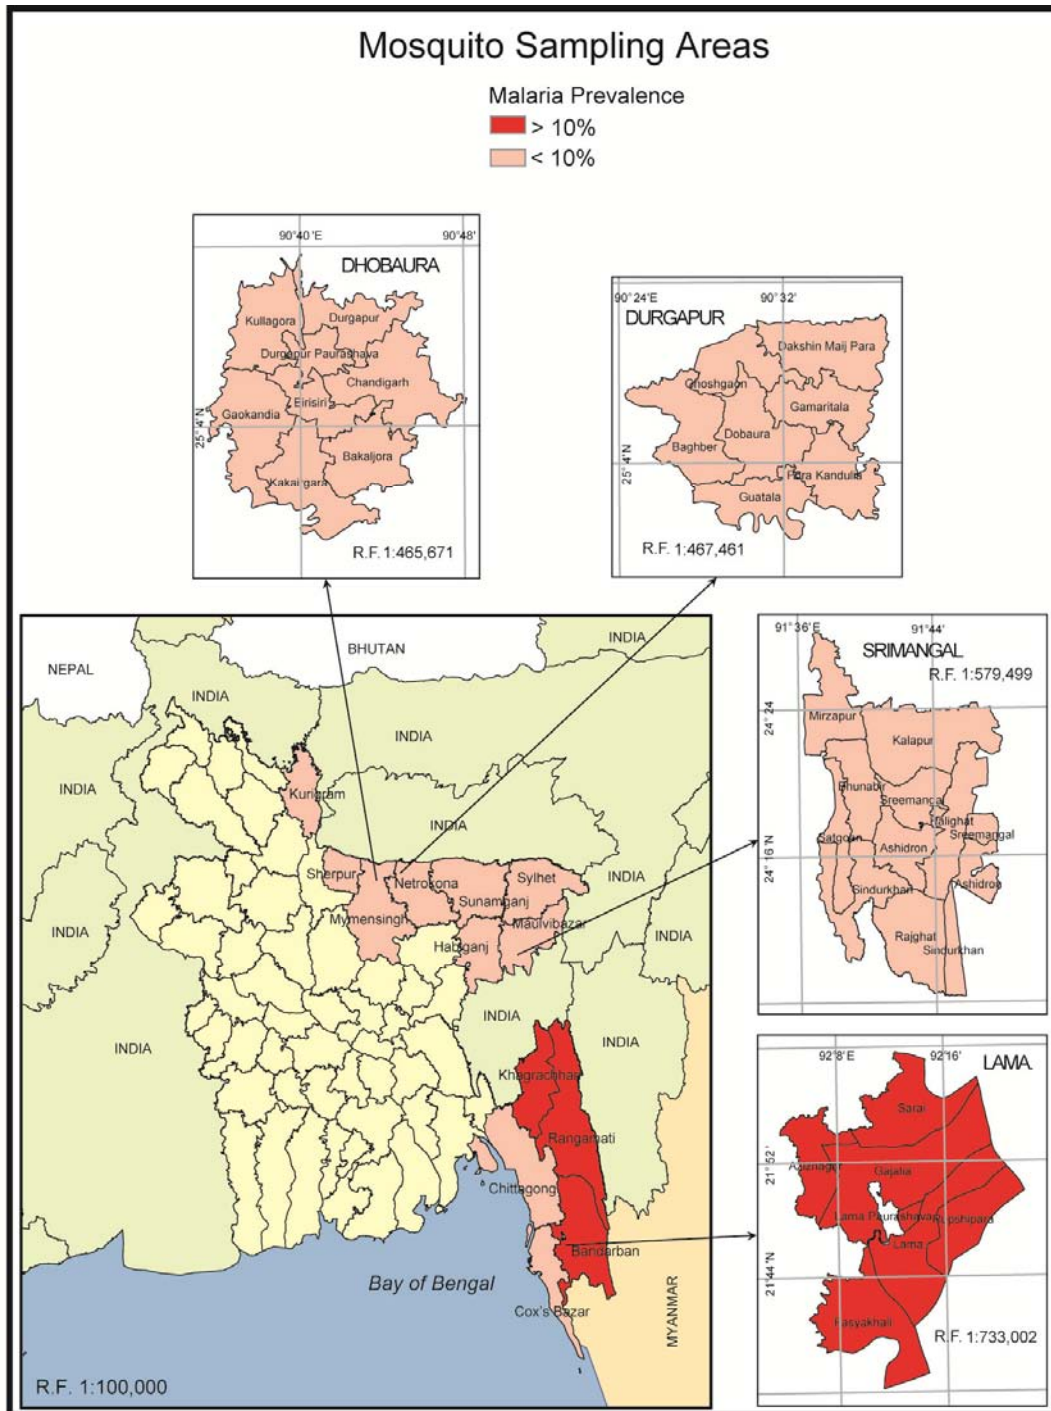 Mosquito Sampling Areas
Malaria Prevalence
> 10%
< 10%
90°40'E
90°48'
DHOBAURA
Kullagora
Durgapur
Durgapur Paurashava
Chandigarh
Eirisiri
Gaokandia
25°4'N
Bakaljora
R.F. 1:465,671
90°24'E
90°32'
DURGAPUR
Dakshin Maij Para
Ghoshgaon
Gamaritala
Dobaura
Baghber
25°4'N
Pora Kandulia
Guatala
R.F. 1:467,461
91°36'E
91°44'
SRIMANGAL
R.F. 1:579,499
24°24
Mirzapur
Kalapur
Bhunabir
Sreemangal
Kalighat
Satgoun
Sreemangal
24°16'N
Ashidron
Sindurkhan
Ashidron
Rajghat
Sindurkhan
92°8'E
92°16'
LAMA
Sarai
21°52'
Aziznagar
Gajalia
Lama Paurashava
Rupshipara
Lama
21°44'N
Fasyakhali
R.F. 1:733,002
NEPAL
BHUTAN
INDIA
INDIA
INDIA
INDIA
Kurigram
INDIA
Sherpur
Netrokona
Sylhet
INDIA
Sunamganj
Mymensingh
Maulvibazar
INDIA
Habiganj
INDIA
INDIA
INDIA
INDIA
Khagrachhari
Rangamati
Chittagong
Bandarban
Bay of Bengal
Cox's Bazar
MYANMAR
R.F. 1:100,000